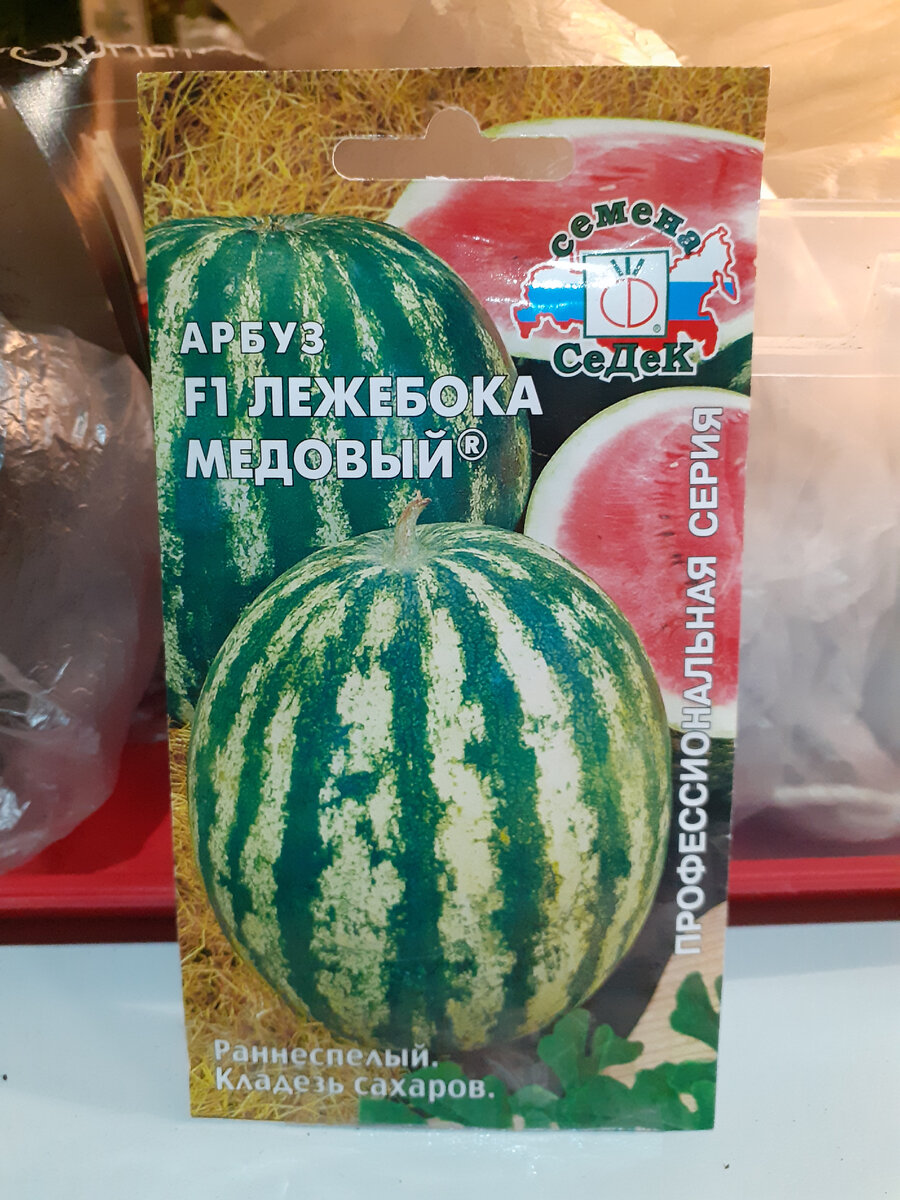 семена
СеДеК
АРБУЗ
F1 ЛЕЖЕБОКА
МЕДОВЫЙ®
ПРОФЕССИОНАЛЬНАЯ СЕРИЯ
Раннеспелый.
Кладезь сахаров.